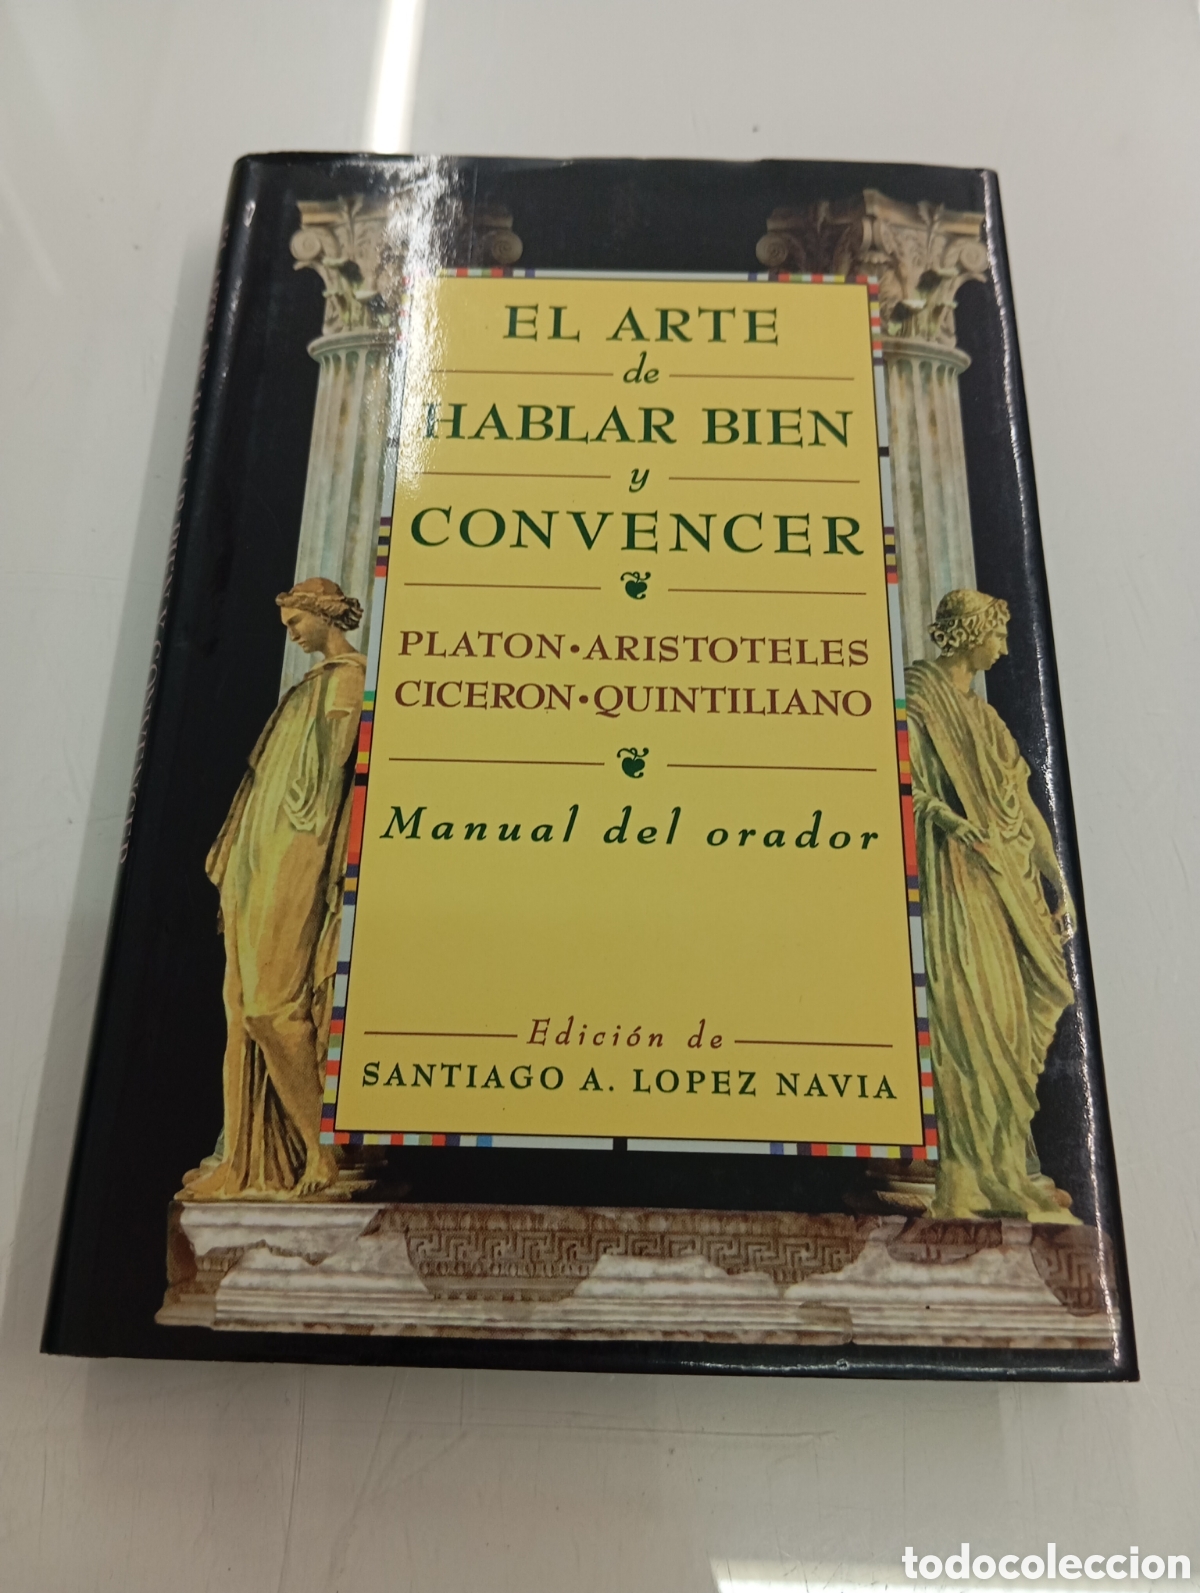 EL ARTE
de
HABLAR BIEN
y
CONVENCER
PLATON·ARISTOTELES
CICERON·QUINTILIANO
Manual del orador
Edición de
SANTIAGO A. LOPEZ NAVIA
todocoleccion